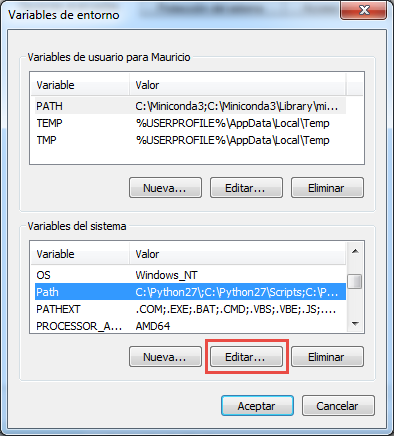 Variables de entorno
Variables de usuario para Mauricio
Variable Valor
PATH C:\Miniconda3;C:\Miniconda3\Library\mi...
TEMP %USERPROFILE%\AppData\Local\Temp
TMP %USERPROFILE%\AppData\Local\Temp
Nueva... Editar... Eliminar
Variables del sistema
Variable Valor
OS Windows_NT
Path C:\Python27\;C:\Python27\Scripts;C:\P...
PATHEXT .COM;.EXE;.BAT;.CMD;.VBS;.VBE;.JS;....
PROCESSOR_A... AMD64
Nueva... Editar... Eliminar
Aceptar Cancelar